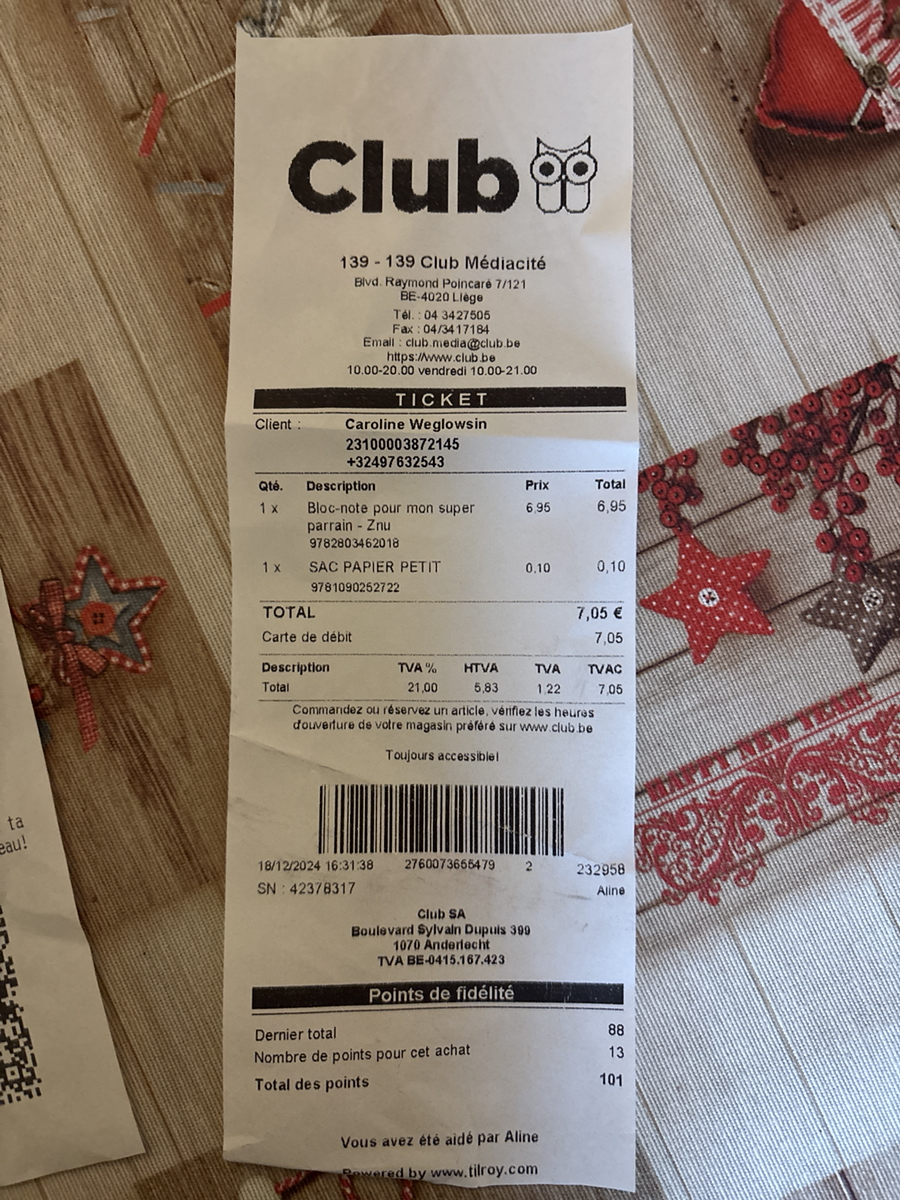 Club
139 - 139 Club Médiacité
Blvd. Raymond Poincaré 7/121
BE-4020 Liège
Tél. : 04 3427505
Fax : 04/3417184
Email : club.media@club.be
https://www.club.be
10.00-20.00 vendredi 10.00-21.00
TICKET
Client : Caroline Weglowsin
23100003872145
+32497632543
Qté. Description Prix Total
1 x Bloc-note pour mon super 6,95 6,95
parrain - Znu
9782803462018
1 x SAC PAPIER PETIT 0,10 0,10
9781090252722
TOTAL 7,05 €
Carte de débit 7,05
Description TVA % HTVA TVA TVAC
Total 21,00 5,83 1,22 7,05
Commandez ou réservez un article, vérifiez les heures
d'ouverture de votre magasin préféré sur www.club.be
Toujours accessible!
18/12/2024 16:31:38 2760073655479 2 232958
SN : 42378317 Aline
Club SA
Boulevard Sylvain Dupuis 399
1070 Anderlecht
TVA BE-0415.167.423
Points de fidélité
Dernier total 88
Nombre de points pour cet achat 13
Total des points 101
Vous avez été aidé par Aline
Powered by www.tilroy.com
ta
eau!